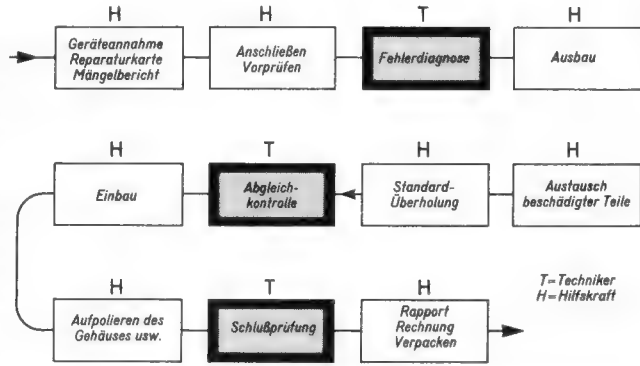 H H T H
Geräteannahme
Reparaturkarte
Mängelbericht
Anschließen
Vorprüfen
Fehlerdiagnose
Ausbau
H T H H
Einbau
Abgleich-
kontrolle
Standard-
Überholung
Austausch
beschädigter Teile
H T H
Aufpolieren des
Gehäuses usw.
Schlußprüfung
Rapport
Rechnung
Verpacken
T=Techniker
H=Hilfskraft